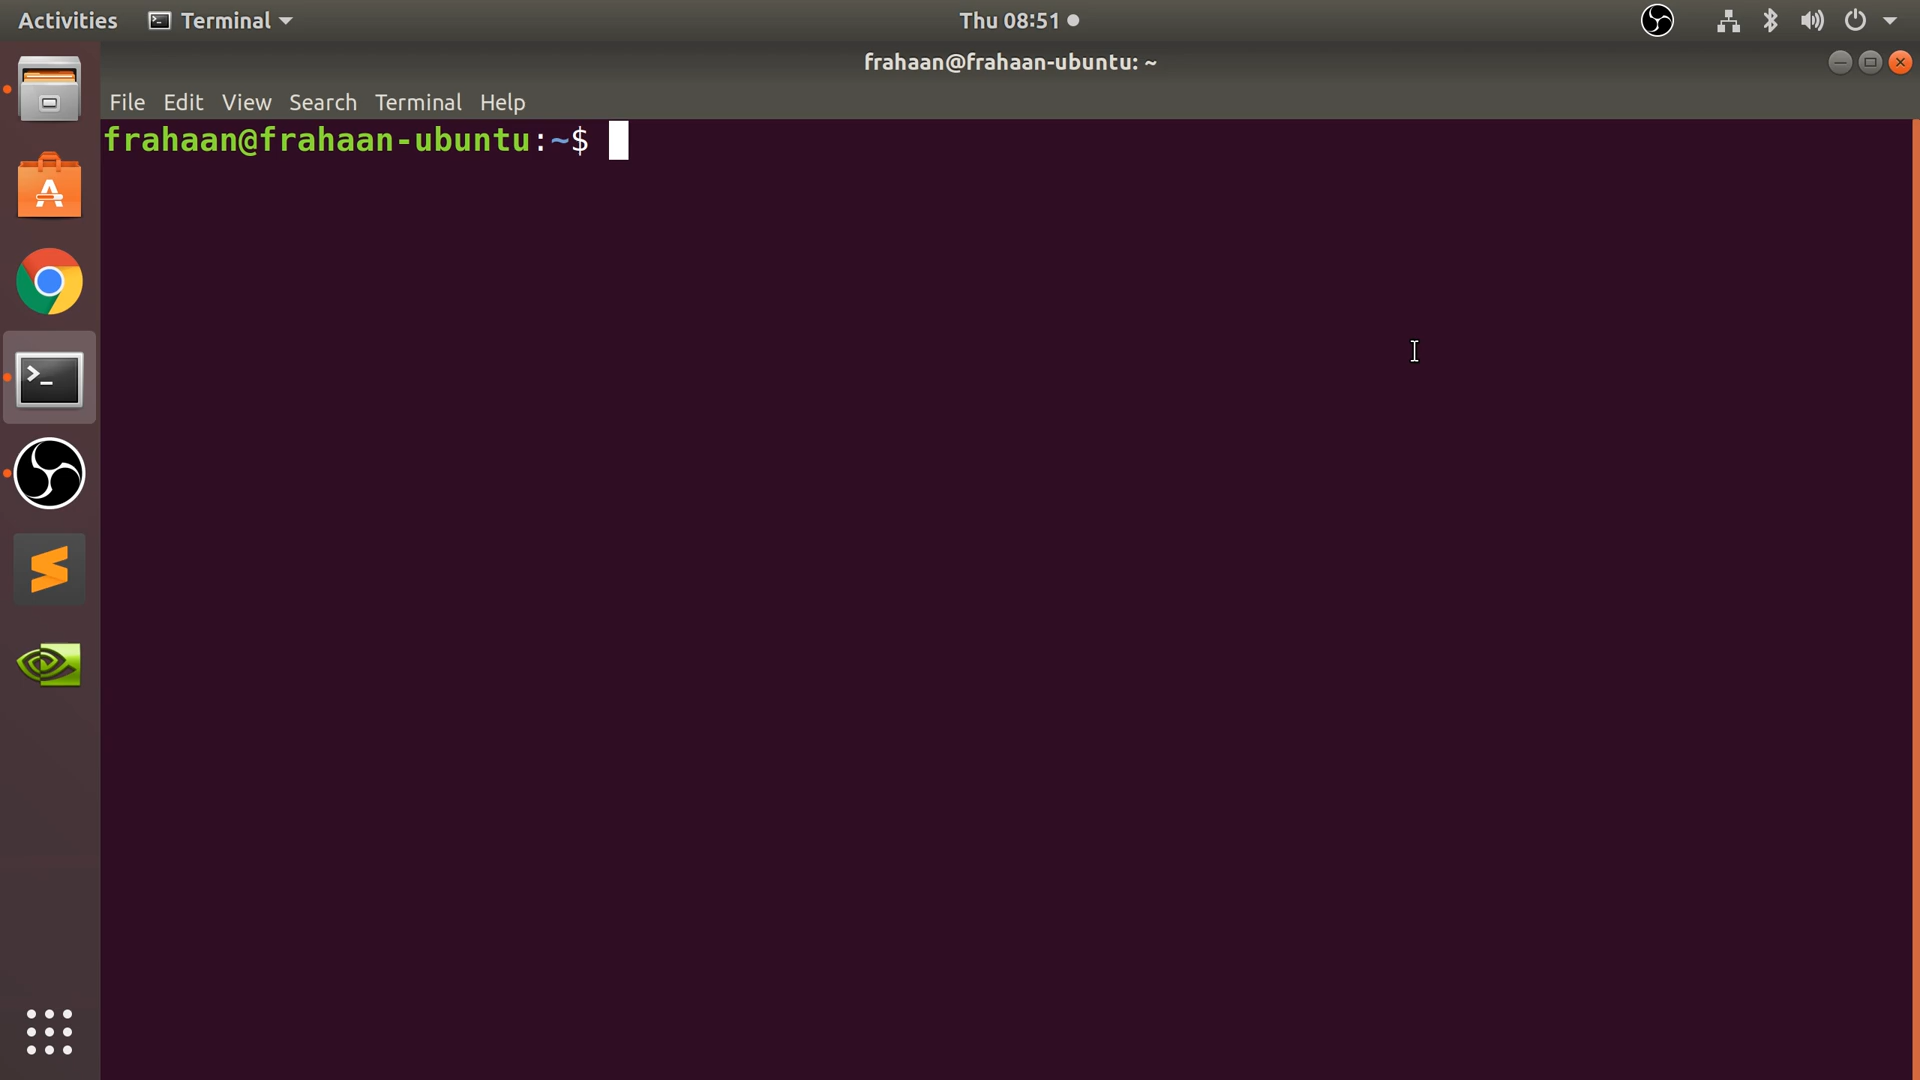 Activities Terminal Thu 08:51
frahaan@frahaan-ubuntu: ~
File Edit View Search Terminal Help
frahaan@frahaan-ubuntu:~$